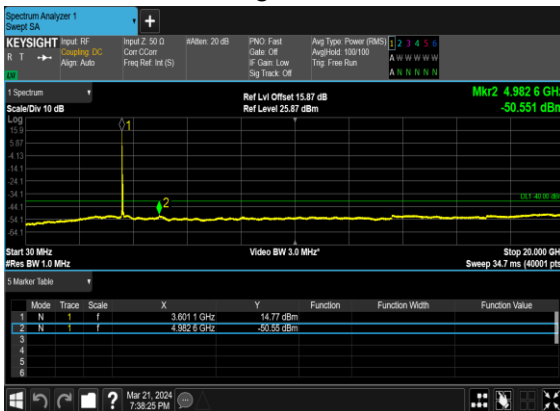 Spectrum Analyzer 1
Swept SA
KEYSIGHT
R T
LXI
Input: RF
Coupling: DC
Align: Auto
Input Z: 50 Ω
Corr CCorr
Freq Ref: Int (S)
#Atten: 20 dB
PNO: Fast
Gate: Off
IF Gain: Low
Sig Track: Off
Avg Type: Power (RMS)
Avg|Hold: 100/100
Trig: Free Run
1 2 3 4 5 6
A W W W W W
A N N N N N
1 Spectrum
Scale/Div 10 dB
Ref Lvl Offset 15.87 dB
Ref Level 25.87 dBm
Mkr2 4.982 6 GHz
-50.551 dBm
Log
15.9
5.87
-4.13
-14.1
-24.1
-34.1
-44.1
-54.1
1
2
DL1 -40.00 dBm
Start 30 MHz
#Res BW 1.0 MHz
Video BW 3.0 MHz*
Stop 20.000 GHz
Sweep 34.7 ms (40001 pts)
5 Marker Table
Mode Trace Scale X Y Function Function Width Function Value
1 N 1 f 3.601 1 GHz 14.77 dBm
2 N 1 f 4.982 6 GHz -50.55 dBm
3
4
5
6
?
Mar 21, 2024
7:38:25 PM